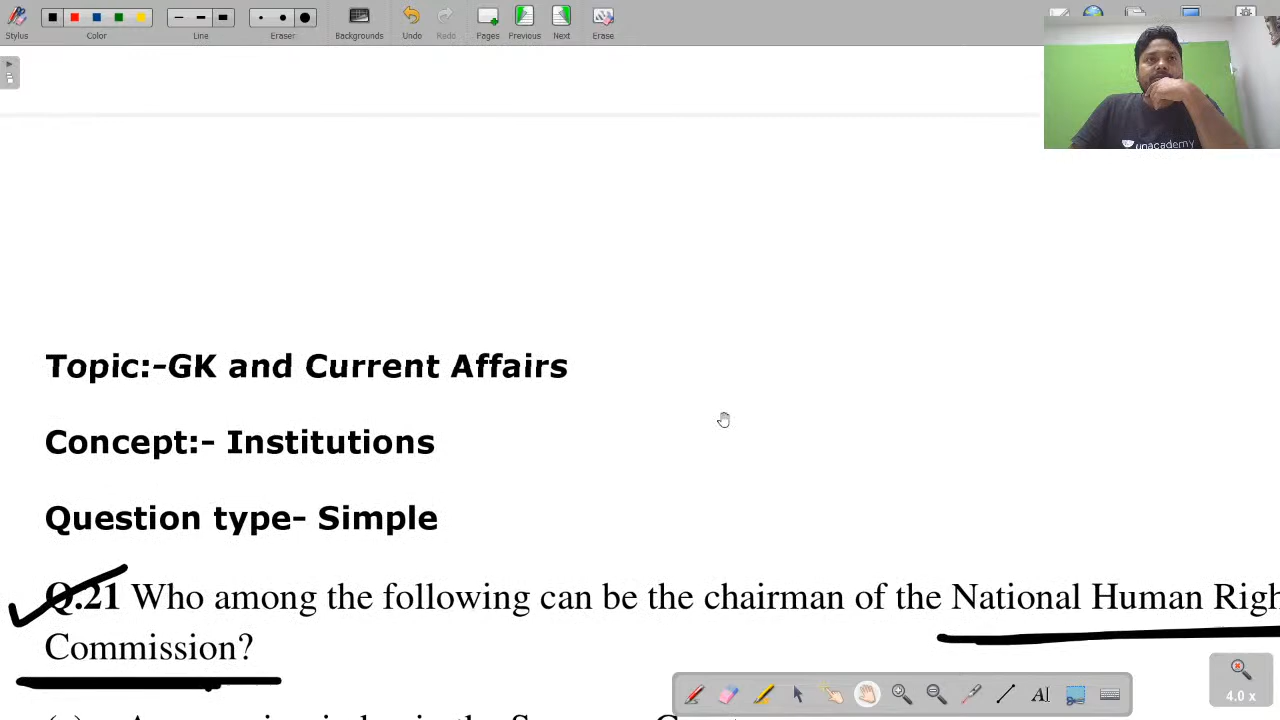 Stylus Color Line Eraser Backgrounds Undo Redo Pages Previous Next Erase
unacademy
Topic:-GK and Current Affairs
Concept:- Institutions
Question type- Simple
Q.21 Who among the following can be the chairman of the National Human Righ
Commission?
4.0 x